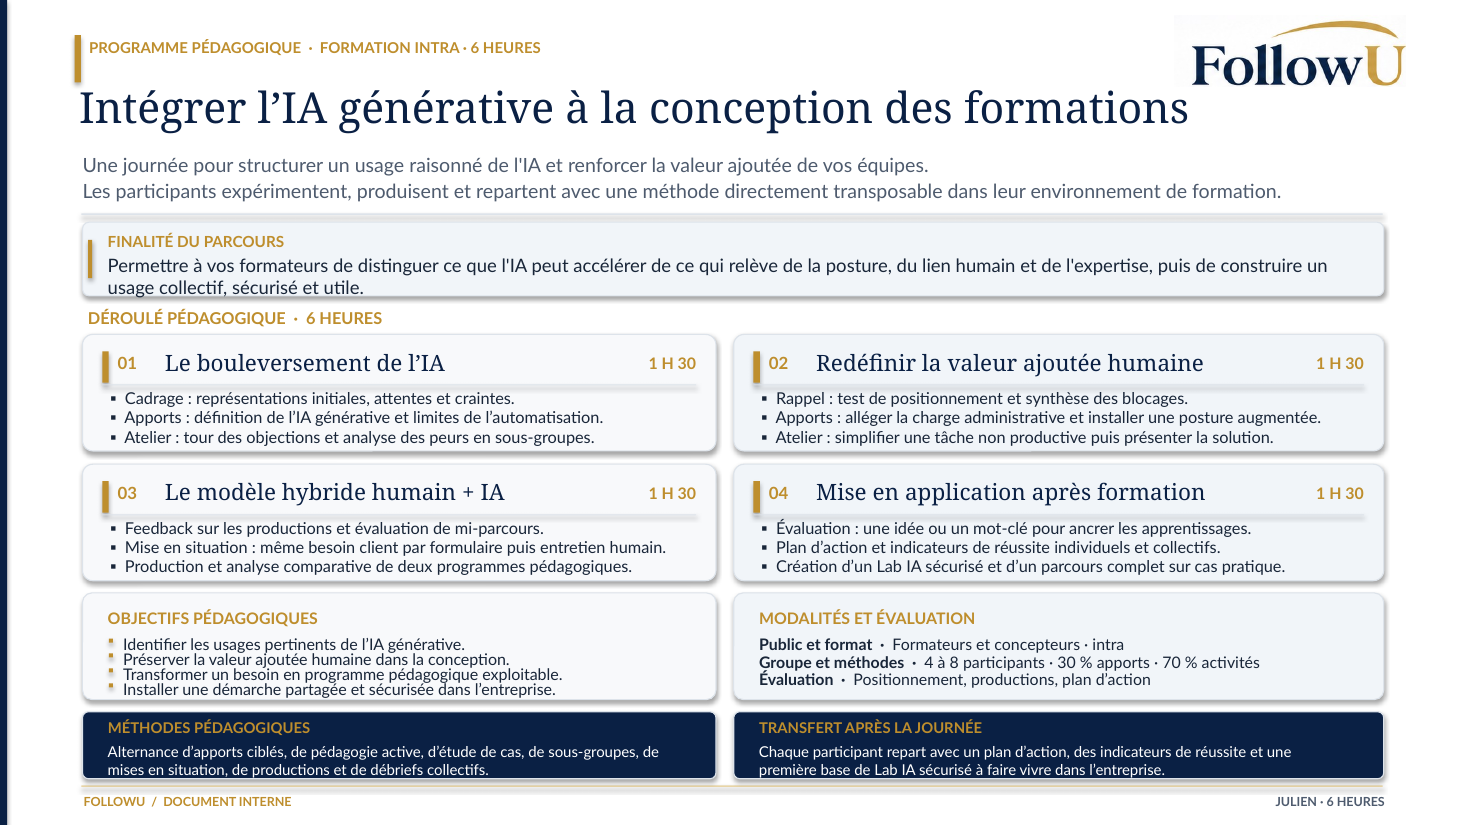 PROGRAMME PÉDAGOGIQUE · FORMATION INTRA · 6 HEURES
FollowU
Intégrer l’IA générative à la conception des formations
Une journée pour structurer un usage raisonné de l'IA et renforcer la valeur ajoutée de vos équipes.
Les participants expérimentent, produisent et repartent avec une méthode directement transposable dans leur environnement de formation.
FINALITÉ DU PARCOURS
Permettre à vos formateurs de distinguer ce que l'IA peut accélérer de ce qui relève de la posture, du lien humain et de l'expertise, puis de construire un
usage collectif, sécurisé et utile.
DÉROULÉ PÉDAGOGIQUE · 6 HEURES
01 Le bouleversement de l’IA 1 H 30
▪ Cadrage : représentations initiales, attentes et craintes.
▪ Apports : définition de l’IA générative et limites de l’automatisation.
▪ Atelier : tour des objections et analyse des peurs en sous-groupes.
02 Redéfinir la valeur ajoutée humaine 1 H 30
▪ Rappel : test de positionnement et synthèse des blocages.
▪ Apports : alléger la charge administrative et installer une posture augmentée.
▪ Atelier : simplifier une tâche non productive puis présenter la solution.
03 Le modèle hybride humain + IA 1 H 30
▪ Feedback sur les productions et évaluation de mi-parcours.
▪ Mise en situation : même besoin client par formulaire puis entretien humain.
▪ Production et analyse comparative de deux programmes pédagogiques.
04 Mise en application après formation 1 H 30
▪ Évaluation : une idée ou un mot-clé pour ancrer les apprentissages.
▪ Plan d’action et indicateurs de réussite individuels et collectifs.
▪ Création d’un Lab IA sécurisé et d’un parcours complet sur cas pratique.
OBJECTIFS PÉDAGOGIQUES
▪ Identifier les usages pertinents de l’IA générative.
▪ Préserver la valeur ajoutée humaine dans la conception.
▪ Transformer un besoin en programme pédagogique exploitable.
▪ Installer une démarche partagée et sécurisée dans l’entreprise.
MODALITÉS ET ÉVALUATION
Public et format · Formateurs et concepteurs · intra
Groupe et méthodes · 4 à 8 participants · 30 % apports · 70 % activités
Évaluation · Positionnement, productions, plan d’action
MÉTHODES PÉDAGOGIQUES
Alternance d’apports ciblés, de pédagogie active, d’étude de cas, de sous-groupes, de
mises en situation, de productions et de débriefs collectifs.
TRANSFERT APRÈS LA JOURNÉE
Chaque participant repart avec un plan d’action, des indicateurs de réussite et une
première base de Lab IA sécurisé à faire vivre dans l’entreprise.
FOLLOWU / DOCUMENT INTERNE
JULIEN · 6 HEURES